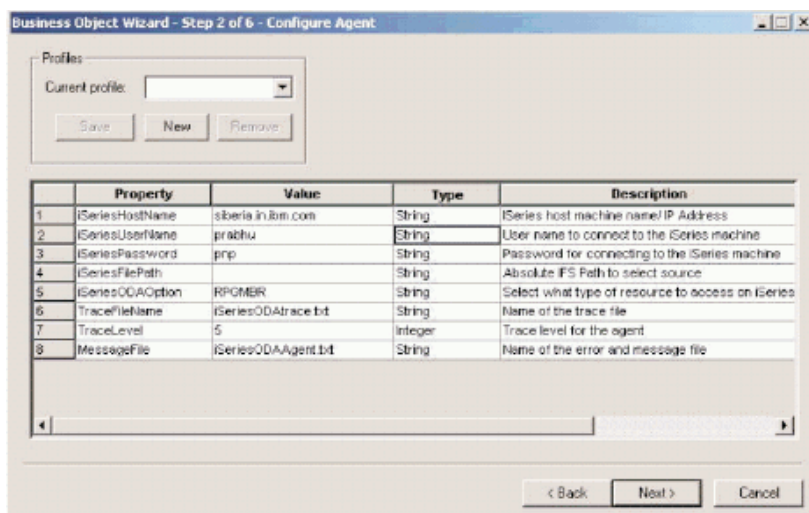 Business Object Wizard - Step 2 of 6 - Configure Agent
Profiles
Current profile:
Save New Remove
Property Value Type Description
1 iSeriesHostName siberia.in.ibm.com String iSeries host machine name/ IP Address
2 iSeriesUserName prabhu String User name to connect to the iSeries machine
3 iSeriesPassword pnp String Password for connecting to the iSeries machine
4 iSeriesFilePath String Absolute IFS Path to select source
5 iSeriesODAOption RPGMBR String Select what type of resource to access on iSeries
6 TraceFileName iSeriesODAtrace.txt String Name of the trace file
7 TraceLevel 5 Integer Trace level for the agent
8 MessageFile iSeriesODAAgent.txt String Name of the error and message file
< Back Next > Cancel